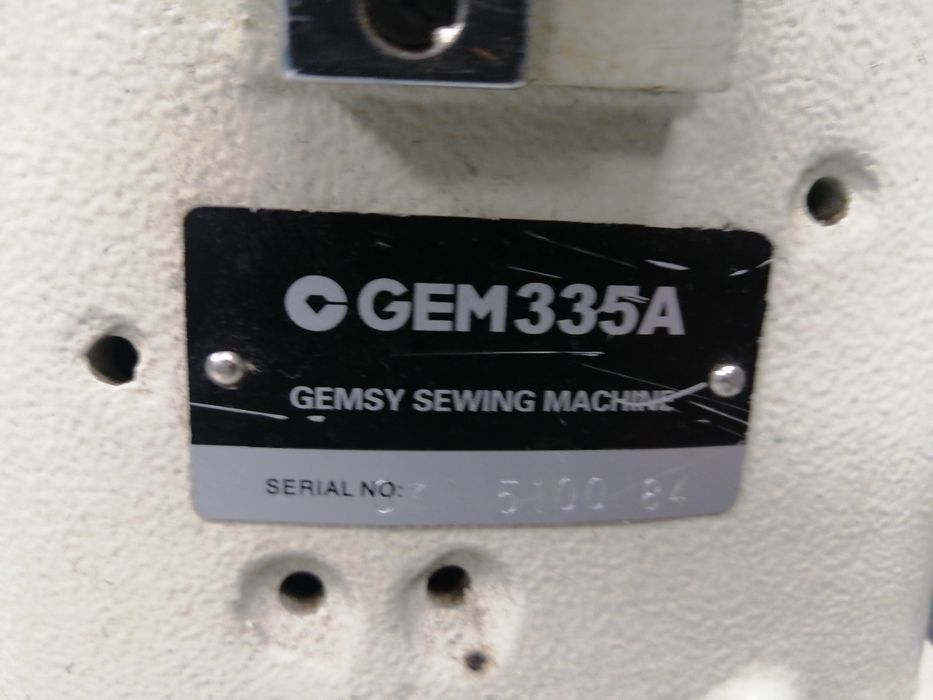 GEM335A
GEMSY SEWING MACHINE
SERIAL NO: 5100 84